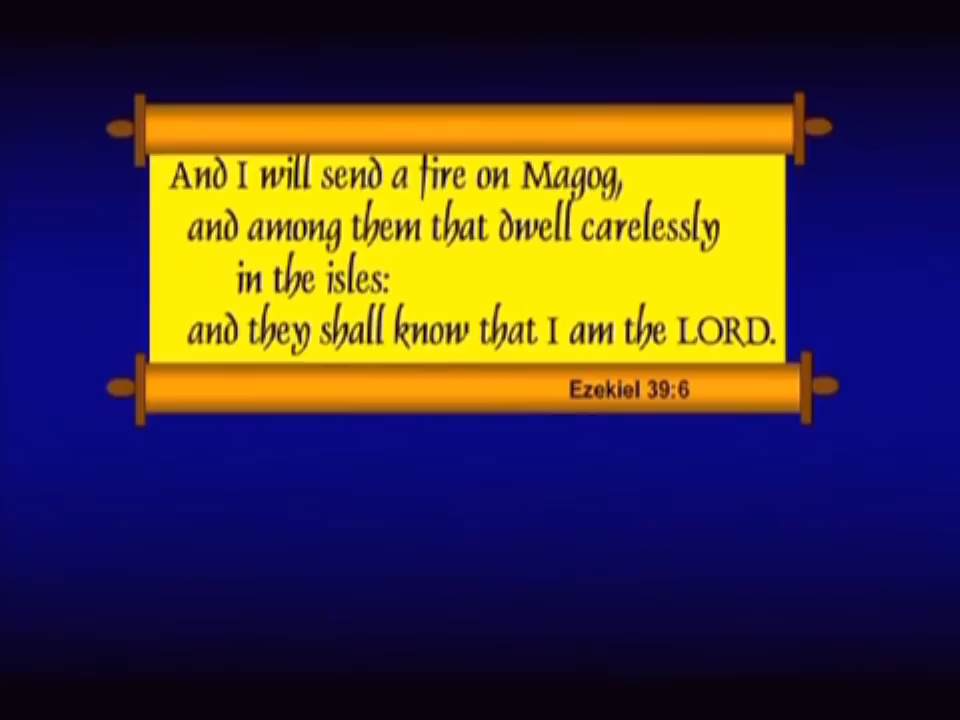 And I will send a fire on Magog,
and among them that dwell carelessly
in the isles:
and they shall know that I am the LORD.
Ezekiel 39:6